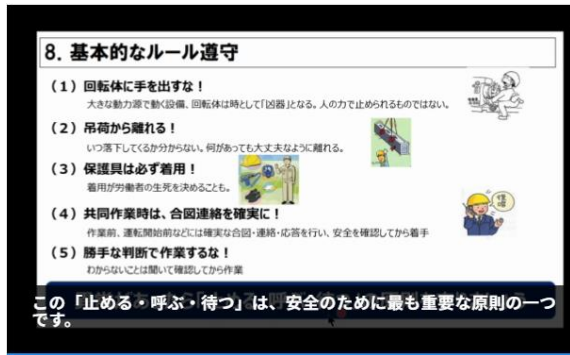 8. 基本的なルール遵守
(1)回転体に手を出すな!
大きな動力源で動く設備、回転体は時として「凶器」となる。人の力で止められるものではない。
(2)吊荷から離れる!
いつ落下してくるか分からない。何があっても大丈夫なように離れる。
(3)保護具は必ず着用!
着用が労働者の生死を決めることも。
(4)共同作業時は、合図連絡を確実に!
作業前、運転開始前などには確実な合図・連絡・応答を行い、安全を確認してから着手
(5)勝手な判断で作業するな!
わからないことは聞いて確認してから作業
この「止める・呼ぶ・待つ」は、安全のために最も重要な原則の一つ
です。